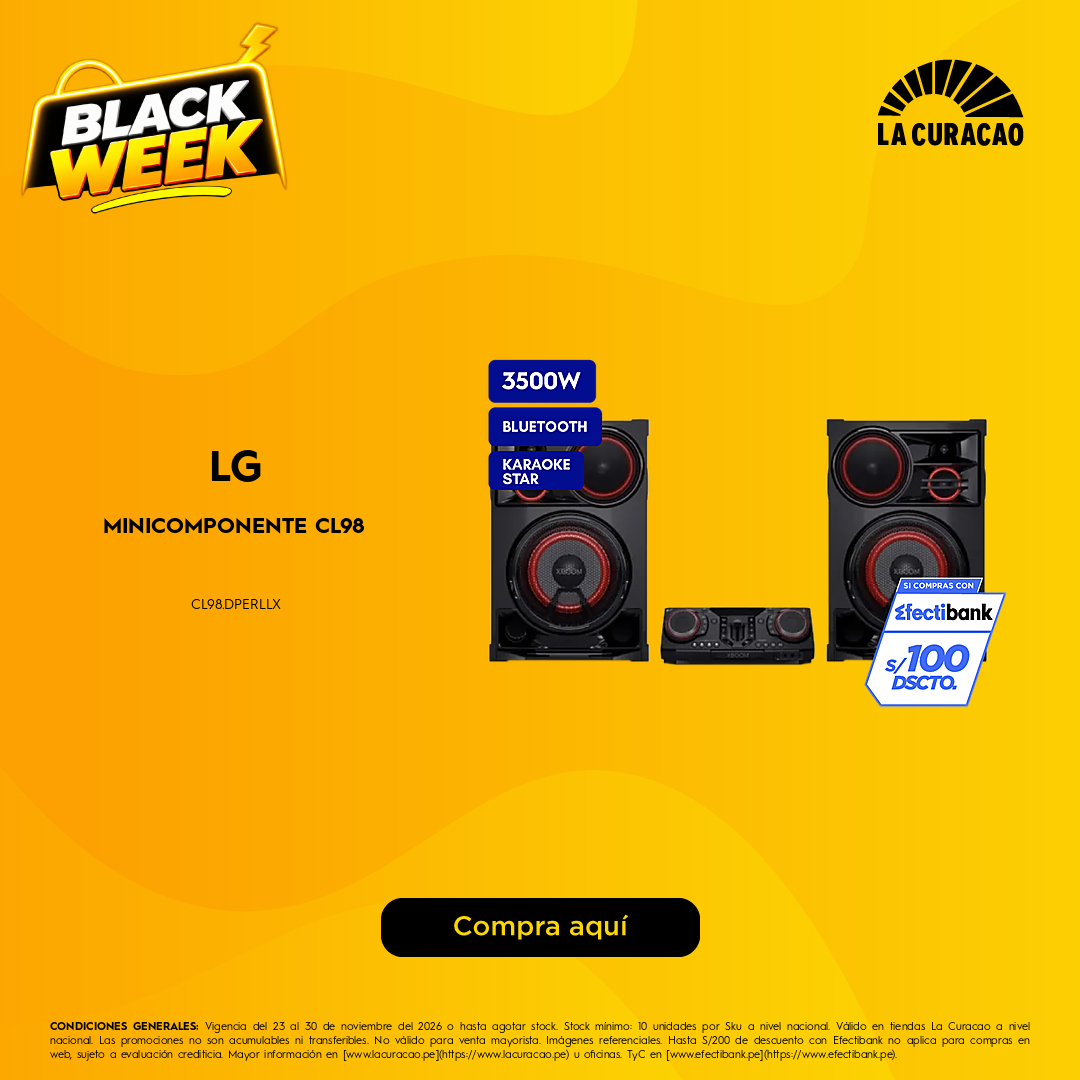 BLACK
WEEK
LA CURACAO
3500W
BLUETOOTH
KARAOKE
STAR
LG
MINICOMPONENTE CL98
CL98.DPERLLX
XBOOM
XBOOM
XBOOM
SI COMPRAS CON
Efectibank
S/100
DSCTO.
Compra aquí
CONDICIONES GENERALES: Vigencia del 23 al 30 de noviembre del 2026 o hasta agotar stock. Stock mínimo: 10 unidades por Sku a nivel nacional. Válido en tiendas La Curacao a nivel
nacional. Las promociones no son acumulables ni transferibles. No válido para venta mayorista. Imágenes referenciales. Hasta S/200 de descuento con Efectibank no aplica para compras en
web, sujeto a evaluación crediticia. Mayor información en [www.lacuracao.pe](https://www.lacuracao.pe) u oficinas. TyC en [www.efectibank.pe](https://www.efectibank.pe).